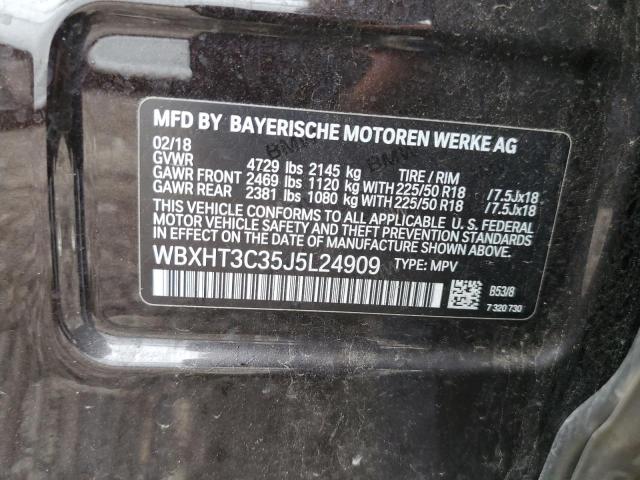 MFD BY BAYERISCHE MOTOREN WERKE AG
02/18
GVWR 4729 lbs 2145 kg TIRE / RIM
GAWR FRONT 2469 lbs 1120 kg WITH 225/50 R18 /7.5Jx18
GAWR REAR 2381 lbs 1080 kg WITH 225/50 R18 /7.5Jx18
THIS VEHICLE CONFORMS TO ALL APPLICABLE U. S. FEDERAL
MOTOR VEHICLE SAFETY AND THEFT PREVENTION STANDARDS
IN EFFECT ON THE DATE OF MANUFACTURE SHOWN ABOVE.
WBXHT3C35J5L24909 TYPE: MPV
B53/8
7 320 730